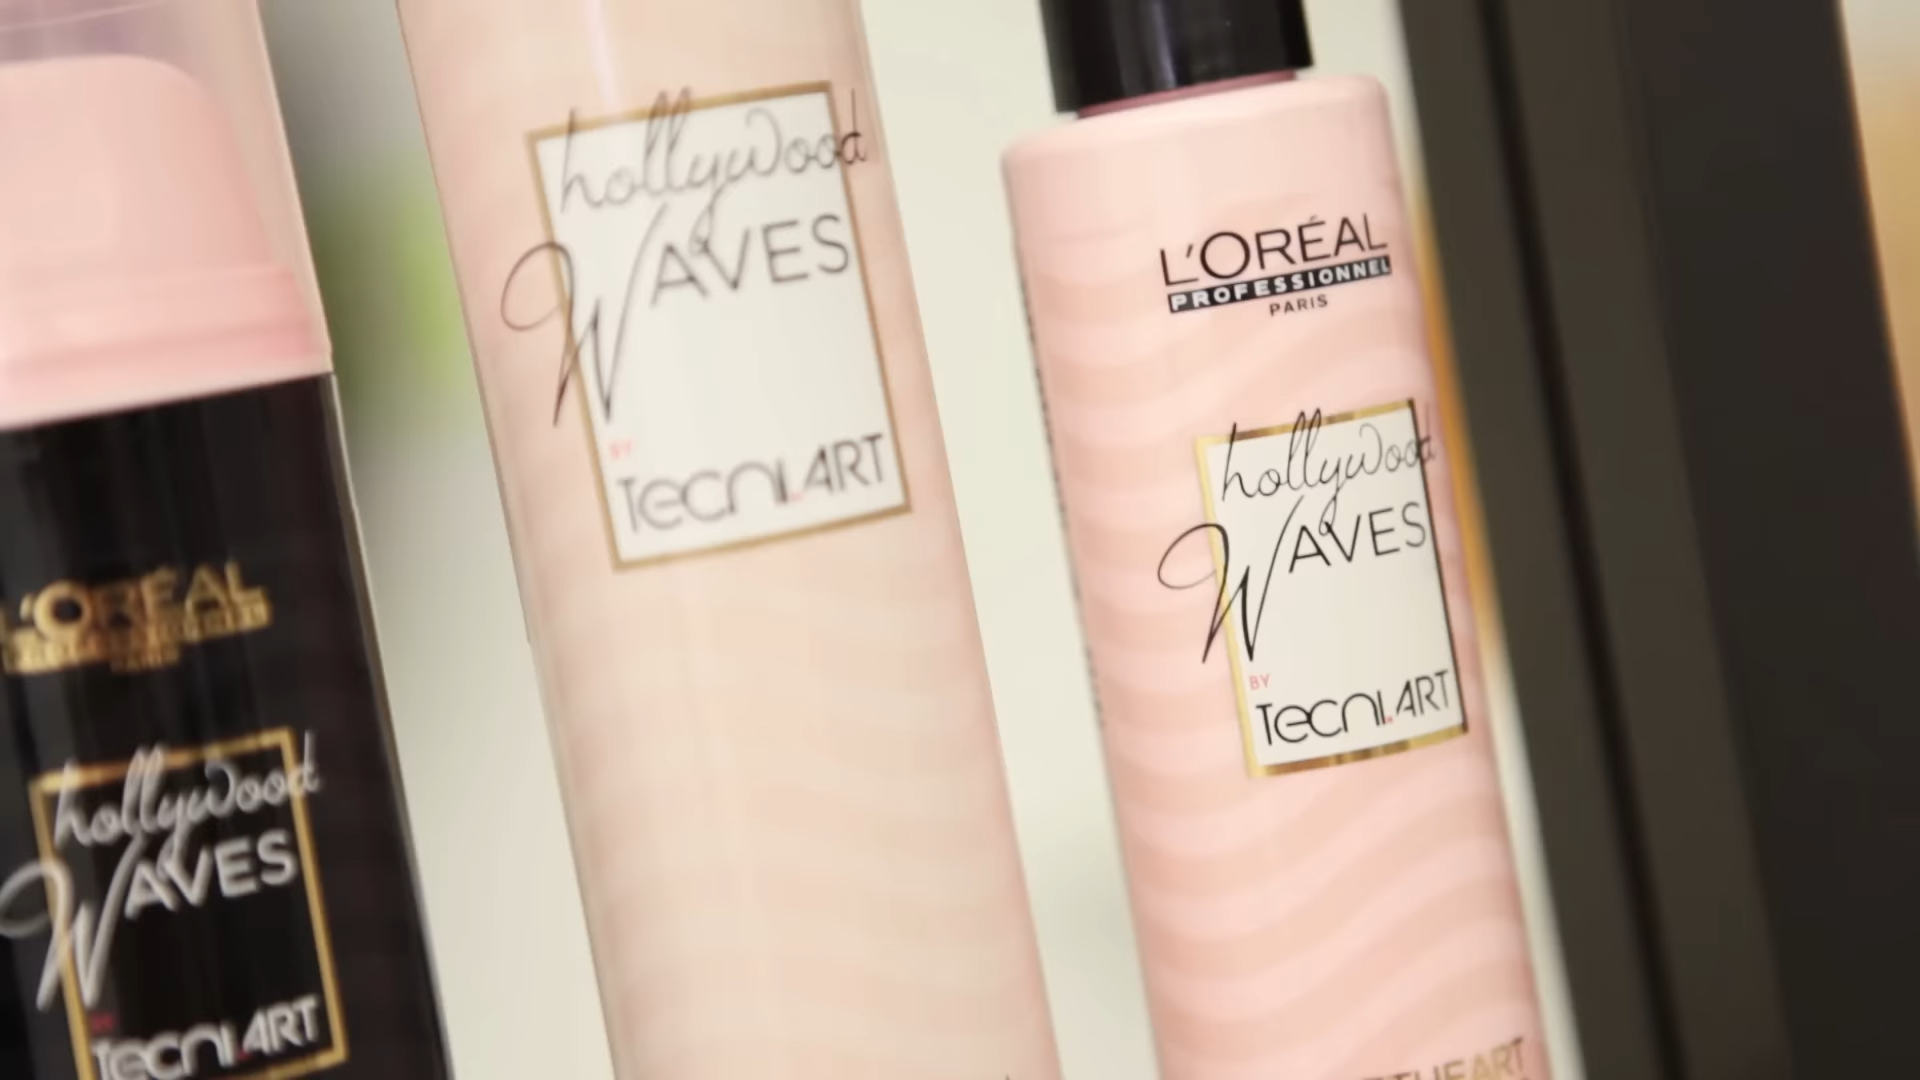 L'ORÉAL
hollywood
WAVES
BY
TECNI.ART
hollywood
WAVES
BY
TECNI.ART
L'ORÉAL
PROFESSIONNEL
PARIS
hollywood
WAVES
BY
TECNI.ART